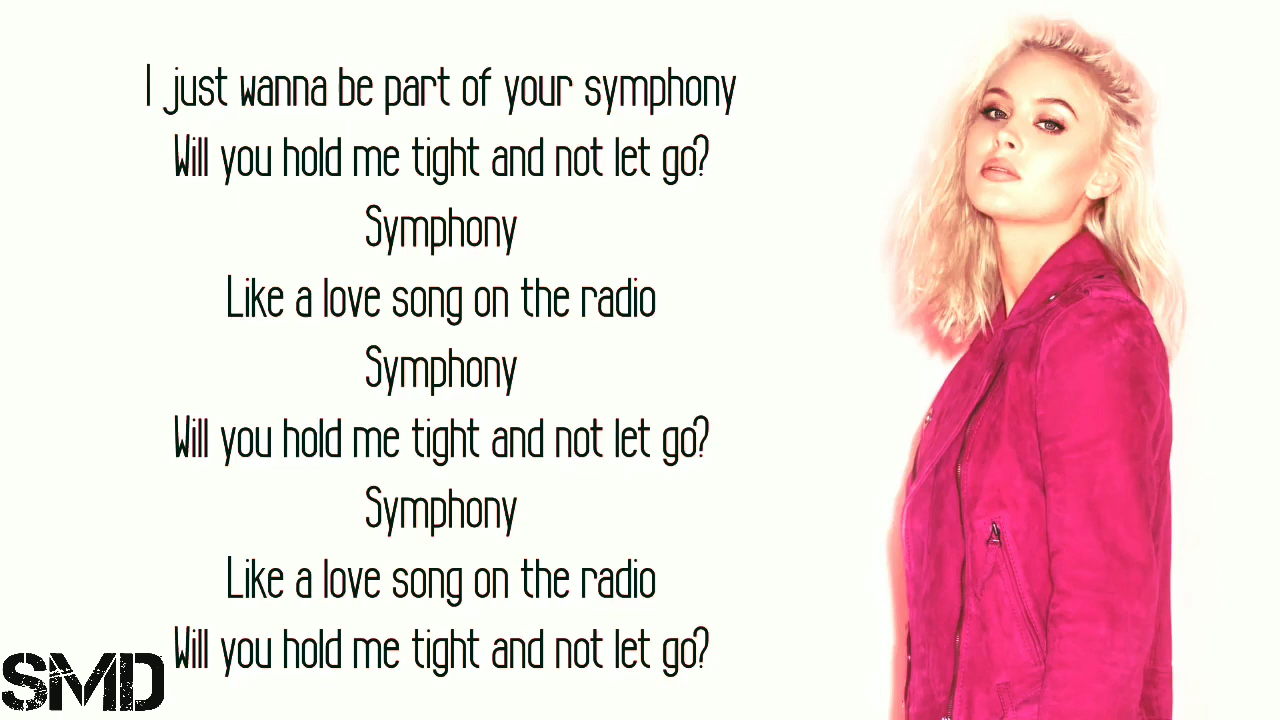 I just wanna be part of your symphony
Will you hold me tight and not let go?
Symphony
Like a love song on the radio
Symphony
Will you hold me tight and not let go?
Symphony
Like a love song on the radio
Will you hold me tight and not let go?
SMD